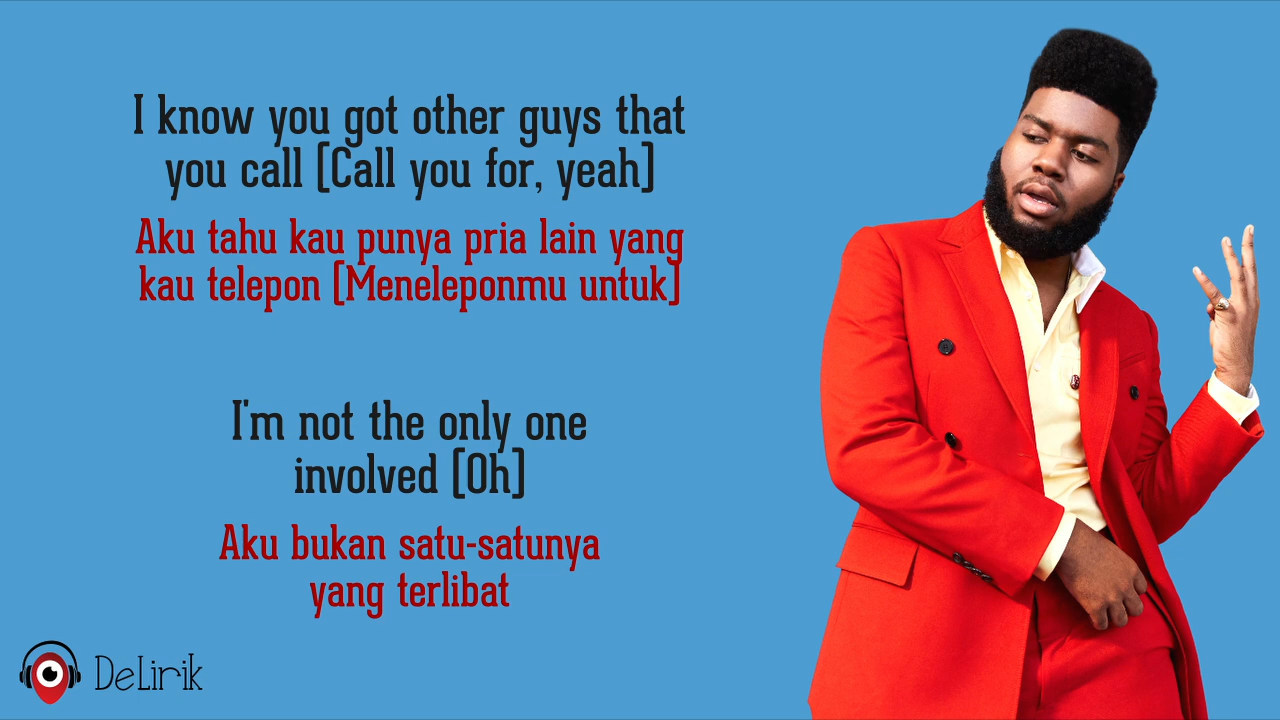 I know you got other guys that
you call [Call you for, yeah]
Aku tahu kau punya pria lain yang
kau telepon [Meneleponmu untuk]
I'm not the only one
involved [Oh]
Aku bukan satu-satunya
yang terlibat
DeLirik